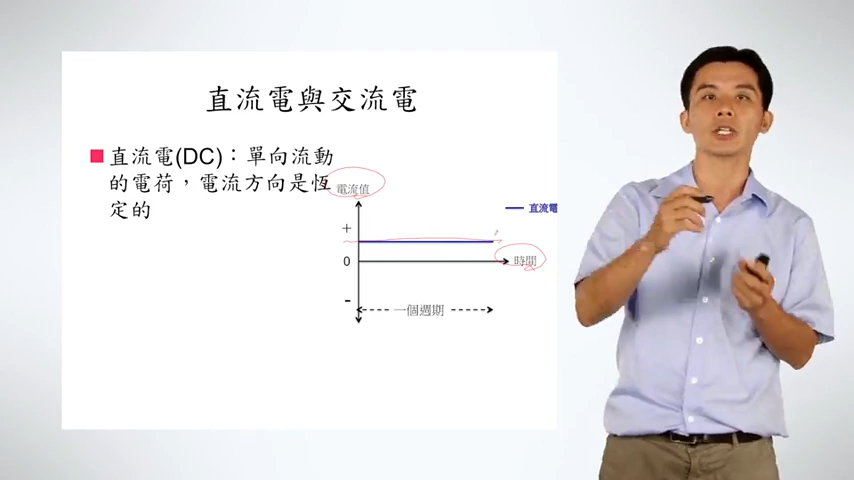 直流電與交流電
直流電(DC)：單向流動
的電荷，電流方向是恆
定的
電流值
直流電
+
0
時間
-
一個週期